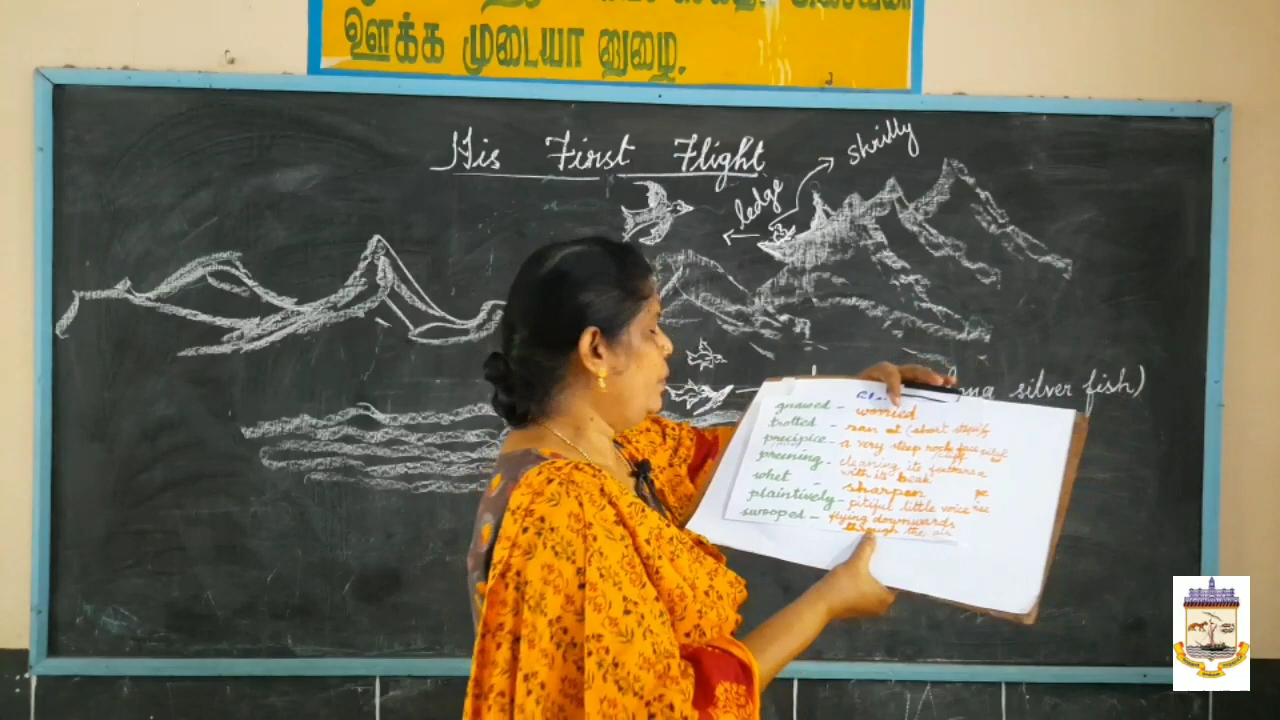 ஊக்க முடையா னுழை.
His First Flight
shrilly
ledge
long silver fish)
gnawed - worried
trotted - ran at (short steps)
precipice - a very steep rock face
preening - cleaning its feathers
with its beak
whet - sharpen
plaintively - pitiful little voice
swooped - flying downwards
through the air